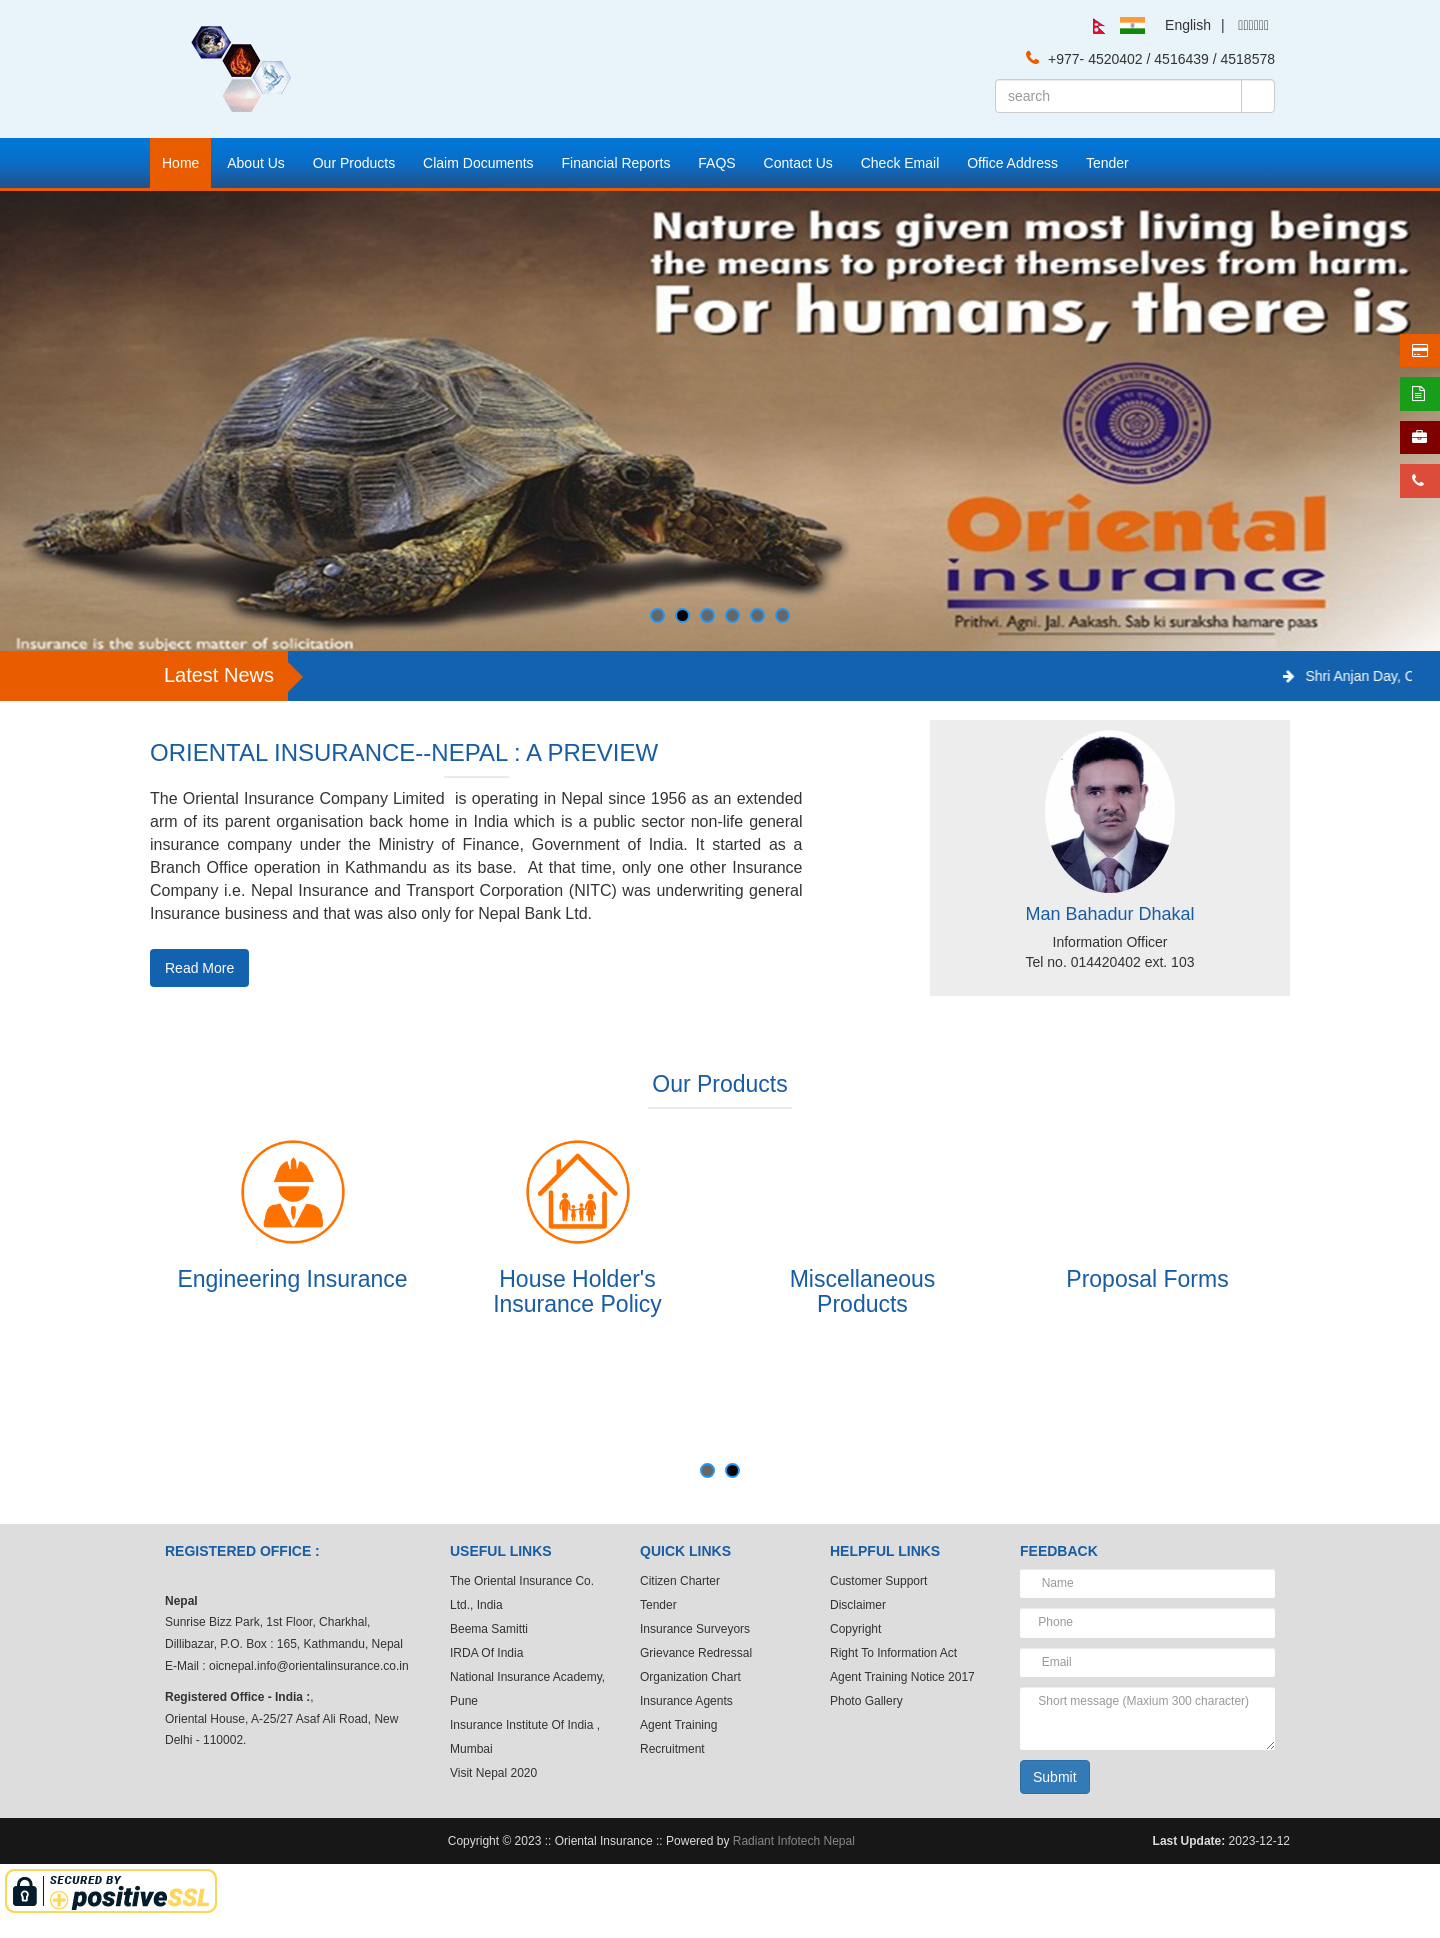 English |
+977- 4520402 / 4516439 / 4518578
search
Home About Us Our Products Claim Documents Financial Reports FAQS Contact Us Check Email Office Address Tender
Nature has given most living beings
the means to protect themselves from harm.
For humans, there is
Oriental
insurance
Prithvi. Agni. Jal. Aakash. Sab ki suraksha hamare paas
Insurance is the subject matter of solicitation
Latest News
Shri Anjan Day, C
ORIENTAL INSURANCE--NEPAL : A PREVIEW
The Oriental Insurance Company Limited is operating in Nepal since 1956 as an extended
arm of its parent organisation back home in India which is a public sector non-life general
insurance company under the Ministry of Finance, Government of India. It started as a
Branch Office operation in Kathmandu as its base. At that time, only one other Insurance
Company i.e. Nepal Insurance and Transport Corporation (NITC) was underwriting general
Insurance business and that was also only for Nepal Bank Ltd.
Read More
Man Bahadur Dhakal
Information Officer
Tel no. 014420402 ext. 103
Our Products
Engineering Insurance
House Holder's
Insurance Policy
Miscellaneous
Products
Proposal Forms
REGISTERED OFFICE :
Nepal
Sunrise Bizz Park, 1st Floor, Charkhal,
Dillibazar, P.O. Box : 165, Kathmandu, Nepal
E-Mail : oicnepal.info@orientalinsurance.co.in
Registered Office - India :,
Oriental House, A-25/27 Asaf Ali Road, New
Delhi - 110002.
USEFUL LINKS
The Oriental Insurance Co.
Ltd., India
Beema Samitti
IRDA Of India
National Insurance Academy,
Pune
Insurance Institute Of India ,
Mumbai
Visit Nepal 2020
QUICK LINKS
Citizen Charter
Tender
Insurance Surveyors
Grievance Redressal
Organization Chart
Insurance Agents
Agent Training
Recruitment
HELPFUL LINKS
Customer Support
Disclaimer
Copyright
Right To Information Act
Agent Training Notice 2017
Photo Gallery
FEEDBACK
Name
Phone
Email
Short message (Maxium 300 character)
Submit
Copyright © 2023 :: Oriental Insurance :: Powered by Radiant Infotech Nepal
Last Update: 2023-12-12
SECURED BY
positiveSSL